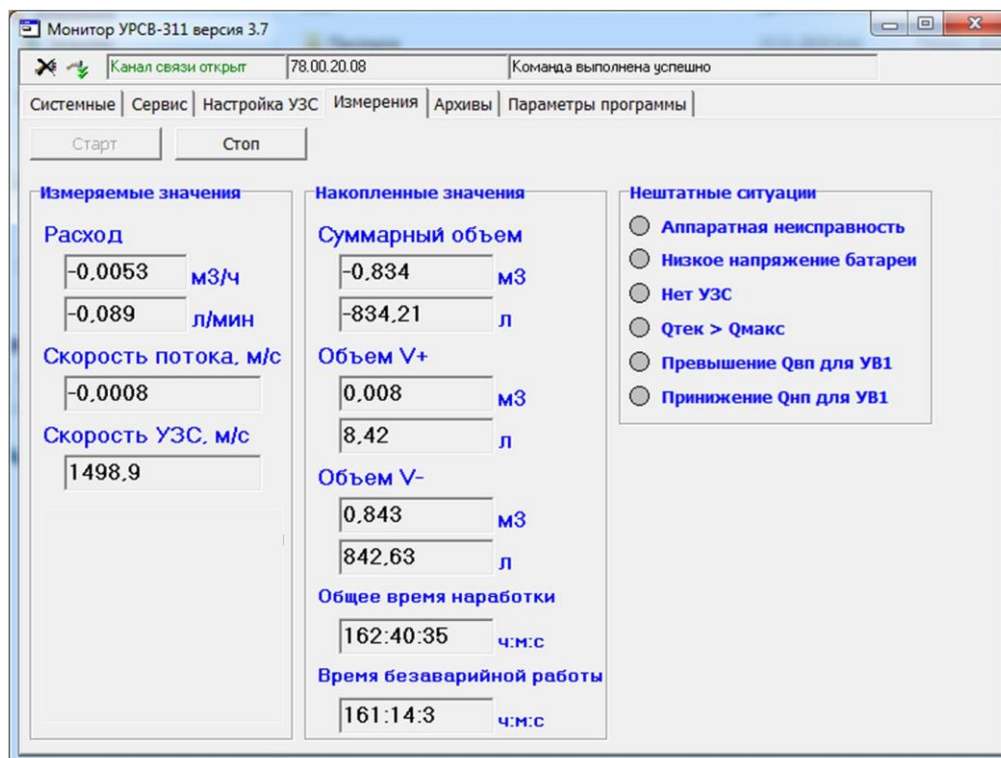 Монитор УРСВ-311 версия 3.7
Канал связи открыт 78.00.20.08 Команда выполнена успешно
Системные Сервис Настройка УЗС Измерения Архивы Параметры программы
Старт Стоп
Измеряемые значения
Расход
-0,0053 м3/ч
-0,089 л/мин
Скорость потока, м/с
-0,0008
Скорость УЗС, м/с
1498,9
Накопленные значения
Суммарный объем
-0,834 м3
-834,21 л
Объем V+
0,008 м3
8,42 л
Объем V-
0,843 м3
842,63 л
Общее время наработки
162:40:35 ч:м:с
Время безаварийной работы
161:14:3 ч:м:с
Нештатные ситуации
Аппаратная неисправность
Низкое напряжение батареи
Нет УЗС
Qтек > Qмакс
Превышение Qвп для УВ1
Принижение Qнп для УВ1